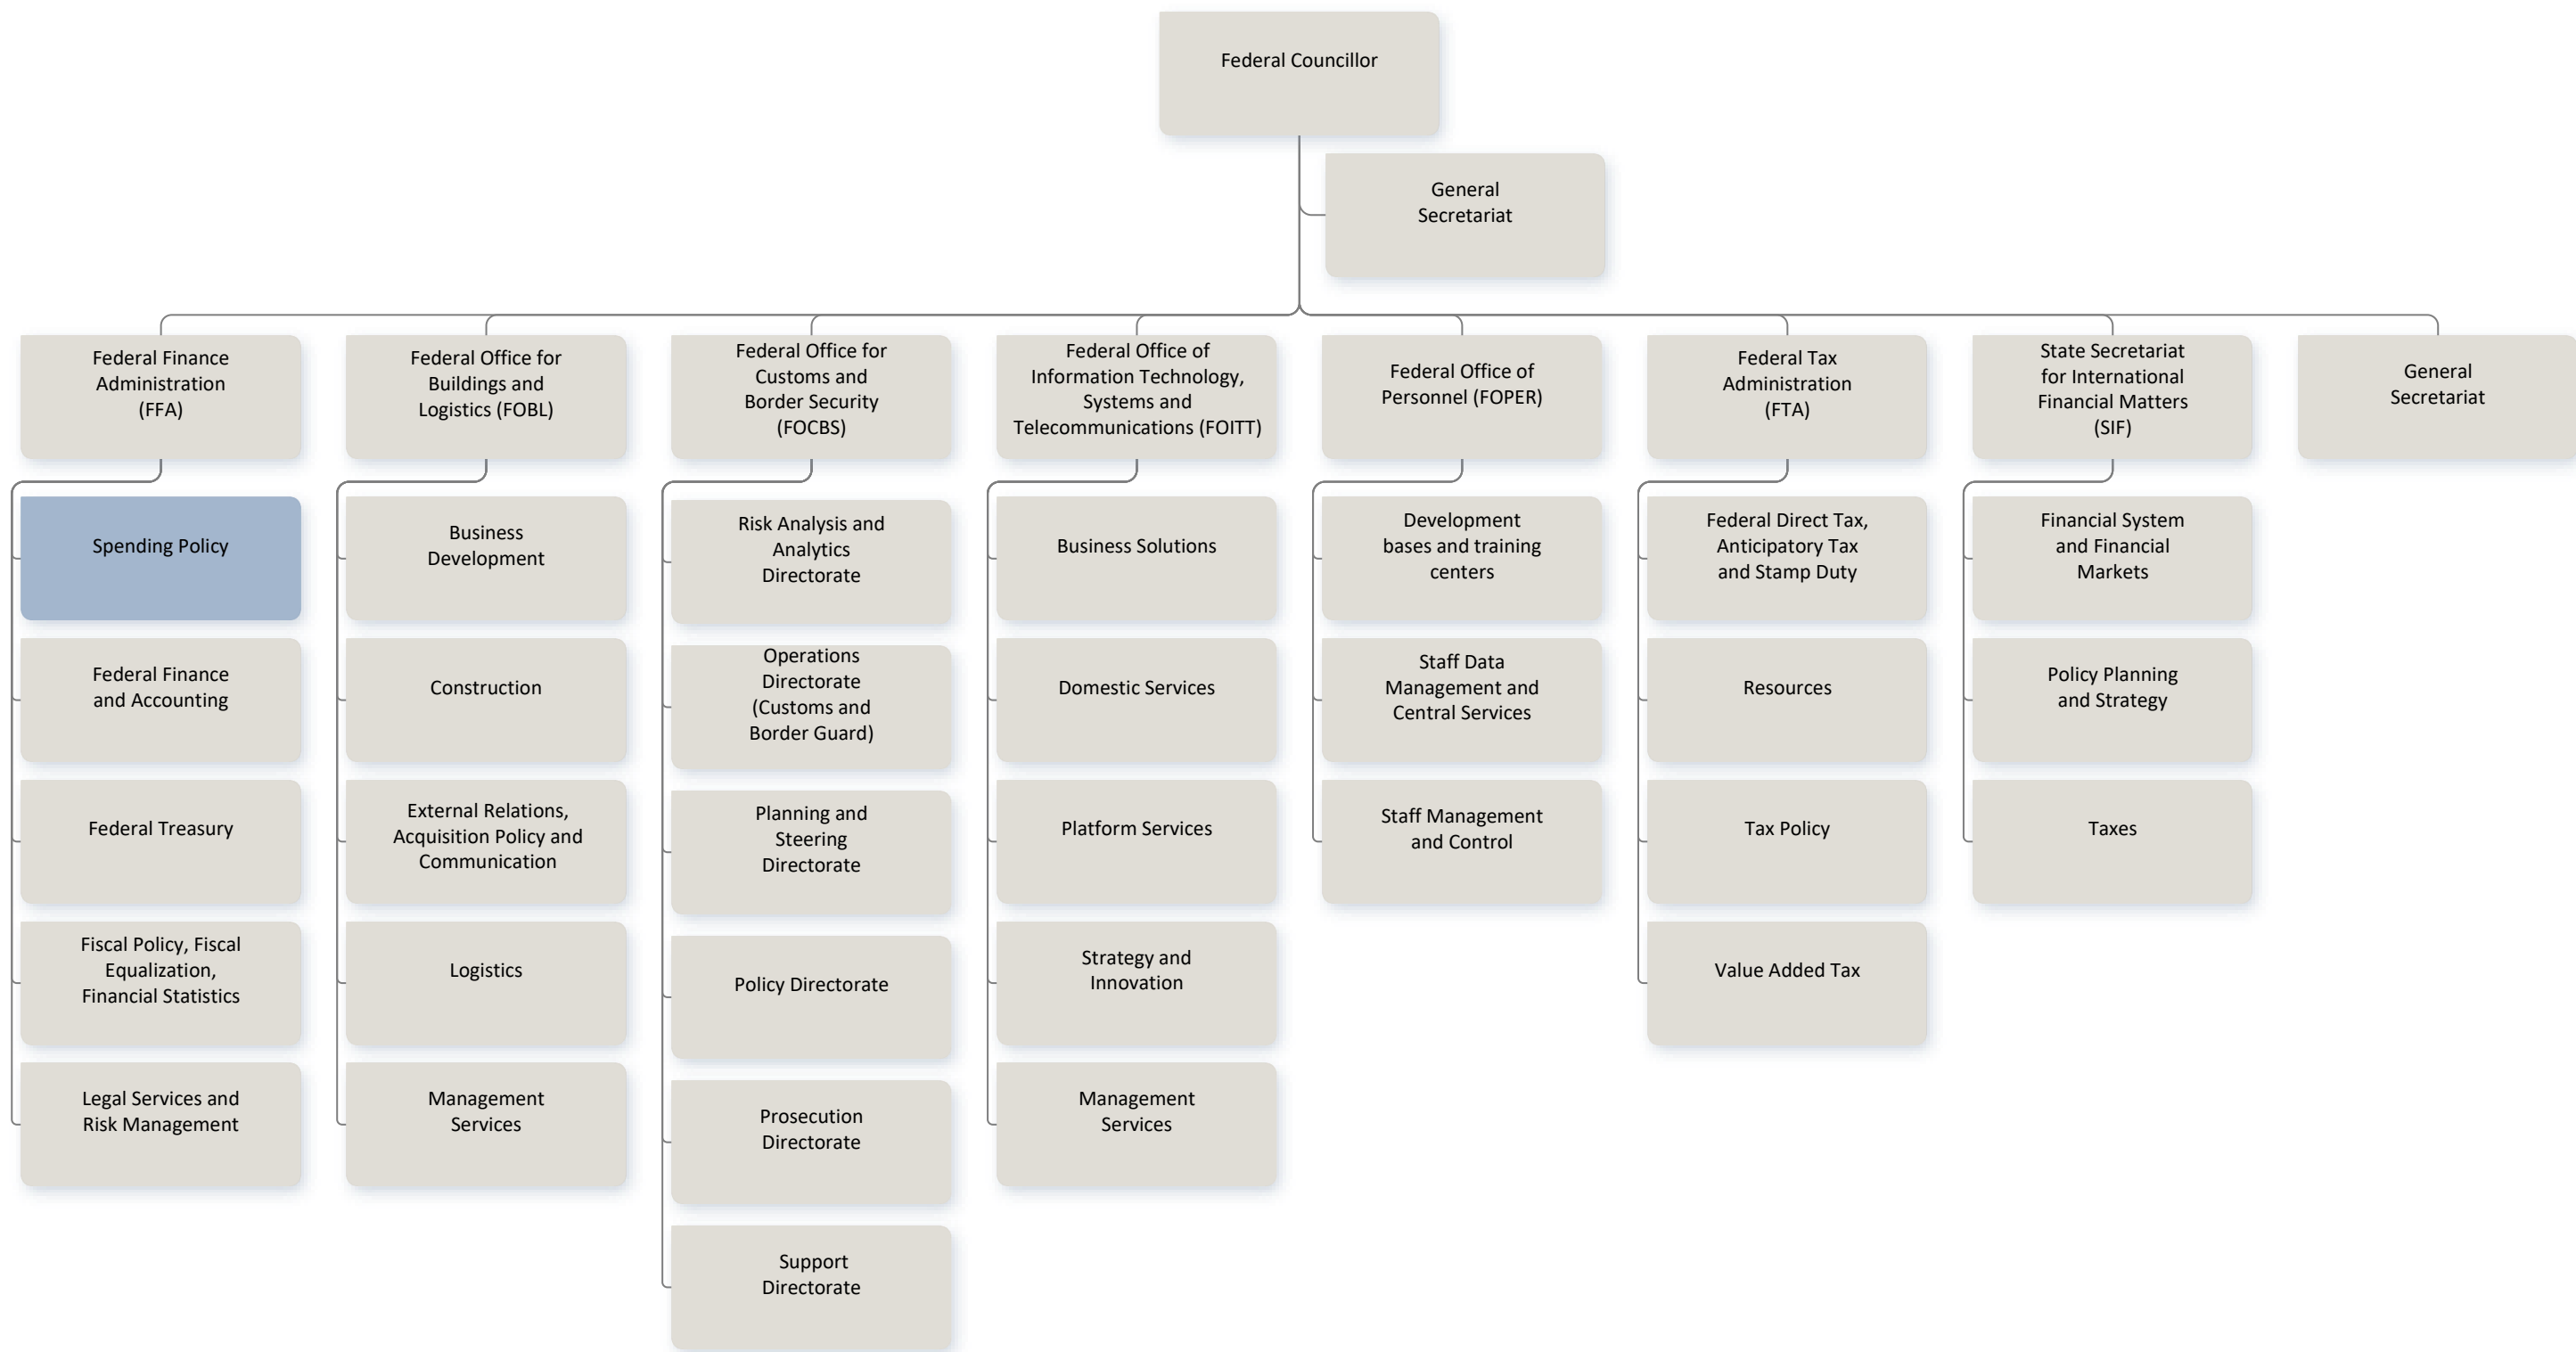 Federal Councillor
General
Secretariat
Federal Finance
Administration
(FFA)
Federal Office for
Buildings and
Logistics (FOBL)
Federal Office for
Customs and
Border Security
(FOCBS)
Federal Office of
Information Technology,
Systems and
Telecommunications (FOITT)
Federal Office of
Personnel (FOPER)
Federal Tax
Administration
(FTA)
State Secretariat
for International
Financial Matters
(SIF)
General
Secretariat
Spending Policy
Federal Finance
and Accounting
Federal Treasury
Fiscal Policy, Fiscal
Equalization,
Financial Statistics
Legal Services and
Risk Management
Business
Development
Construction
External Relations,
Acquisition Policy and
Communication
Logistics
Management
Services
Risk Analysis and
Analytics
Directorate
Operations
Directorate
(Customs and
Border Guard)
Planning and
Steering
Directorate
Policy Directorate
Prosecution
Directorate
Support
Directorate
Business Solutions
Domestic Services
Platform Services
Strategy and
Innovation
Management
Services
Development
bases and training
centers
Staff Data
Management and
Central Services
Staff Management
and Control
Federal Direct Tax,
Anticipatory Tax
and Stamp Duty
Resources
Tax Policy
Value Added Tax
Financial System
and Financial
Markets
Policy Planning
and Strategy
Taxes